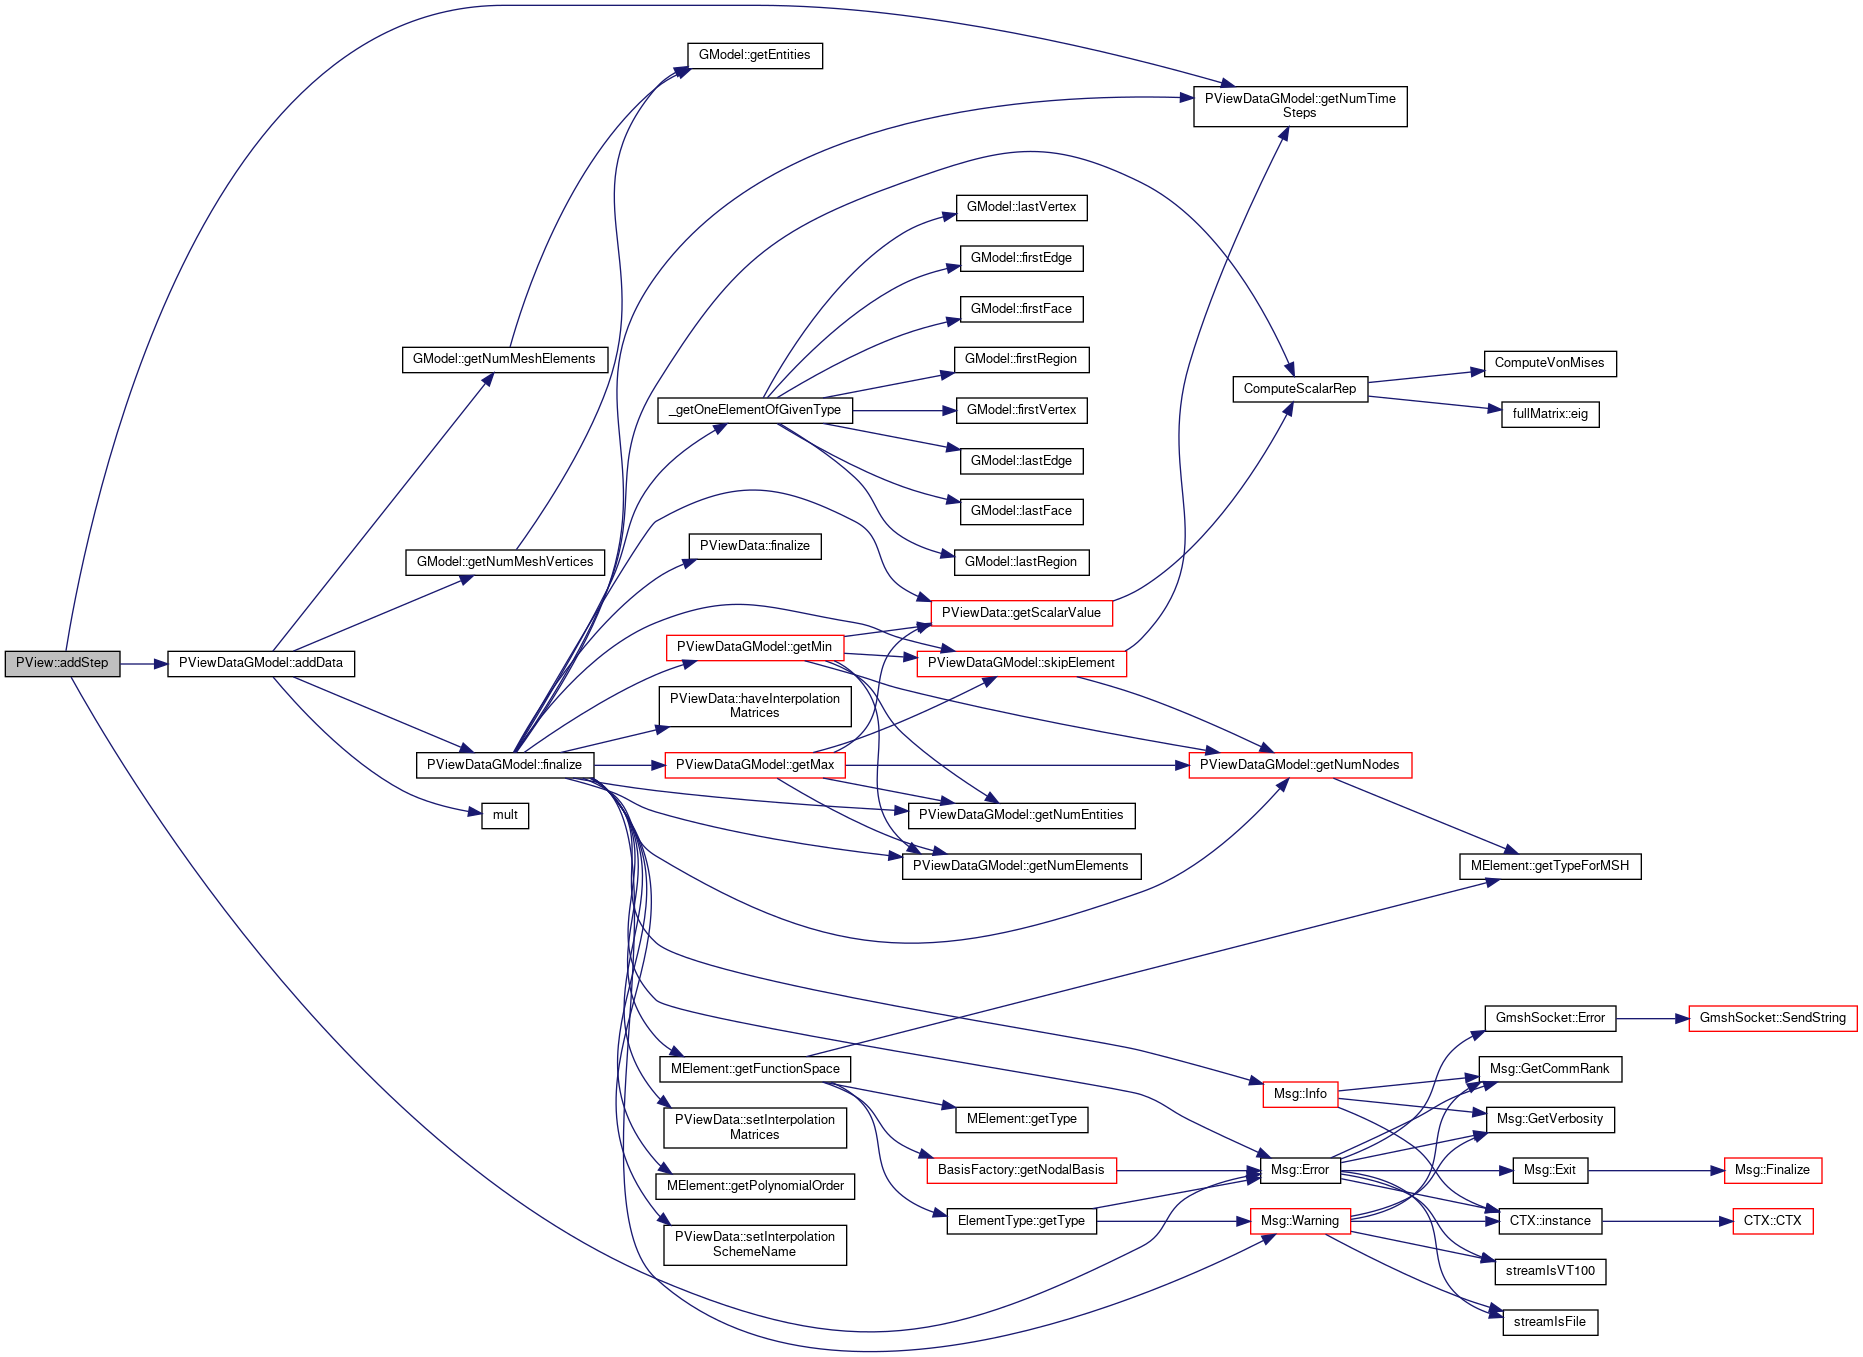 GModel::getEntities
PViewDataGModel::getNumTime
Steps
GModel::lastVertex
GModel::firstEdge
GModel::firstFace
GModel::getNumMeshElements
GModel::firstRegion
ComputeVonMises
ComputeScalarRep
_getOneElementOfGivenType
GModel::firstVertex
fullMatrix::eig
GModel::lastEdge
GModel::lastFace
PViewData::finalize
GModel::getNumMeshVertices
GModel::lastRegion
PViewData::getScalarValue
PViewDataGModel::getMin
PView::addStep
PViewDataGModel::addData
PViewDataGModel::skipElement
PViewData::haveInterpolation
Matrices
PViewDataGModel::finalize
PViewDataGModel::getMax
PViewDataGModel::getNumNodes
mult
PViewDataGModel::getNumEntities
PViewDataGModel::getNumElements
MElement::getTypeForMSH
GmshSocket::Error
GmshSocket::SendString
MElement::getFunctionSpace
Msg::GetCommRank
Msg::Info
MElement::getType
Msg::GetVerbosity
PViewData::setInterpolation
Matrices
BasisFactory::getNodalBasis
Msg::Error
Msg::Exit
Msg::Finalize
MElement::getPolynomialOrder
ElementType::getType
Msg::Warning
CTX::instance
CTX::CTX
PViewData::setInterpolation
SchemeName
streamIsVT100
streamIsFile